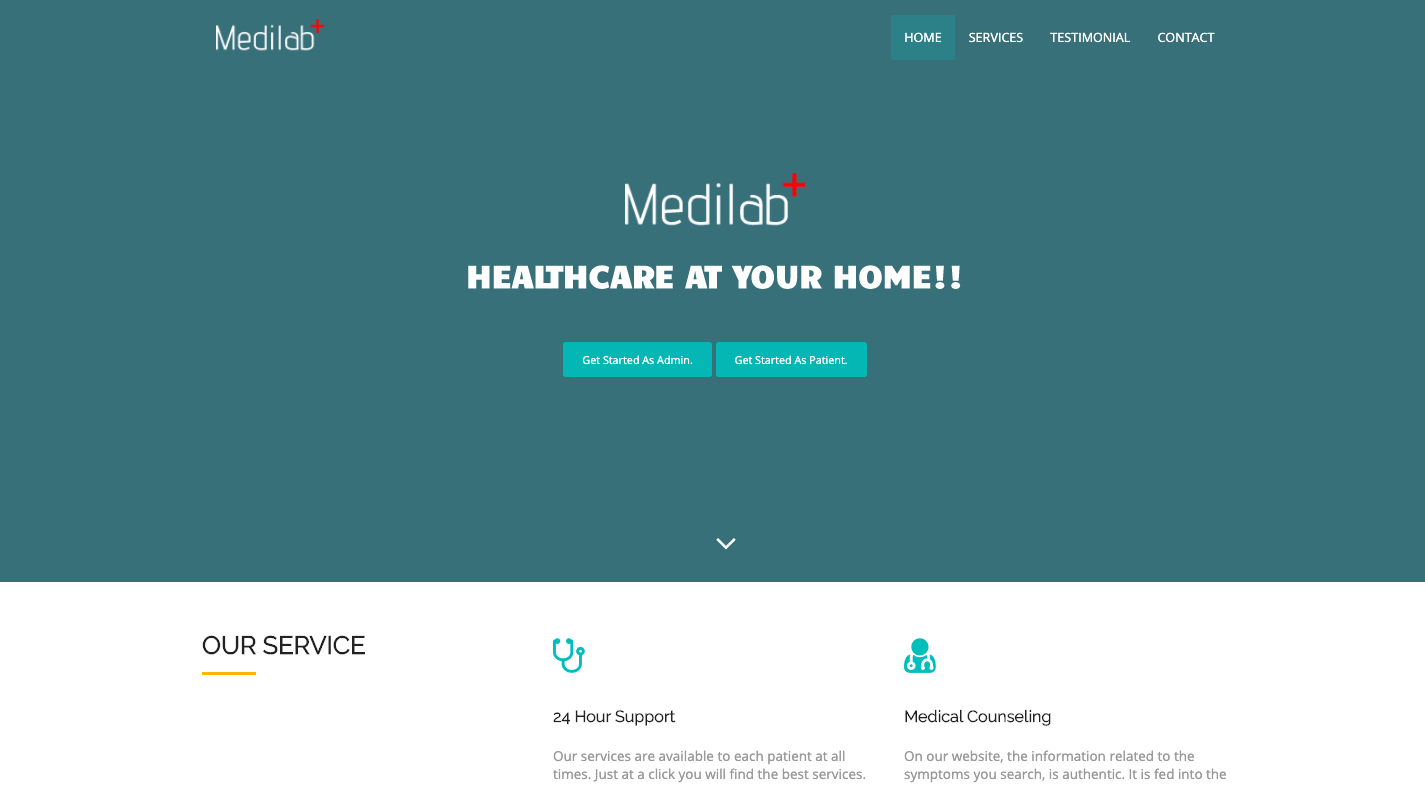 Medilab+
HOME SERVICES TESTIMONIAL CONTACT
Medilab+
HEALTHCARE AT YOUR HOME!!
Get Started As Admin. Get Started As Patient.
OUR SERVICE
24 Hour Support
Our services are available to each patient at all
times. Just at a click you will find the best services.
Medical Counseling
On our website, the information related to the
symptoms you search, is authentic. It is fed into the